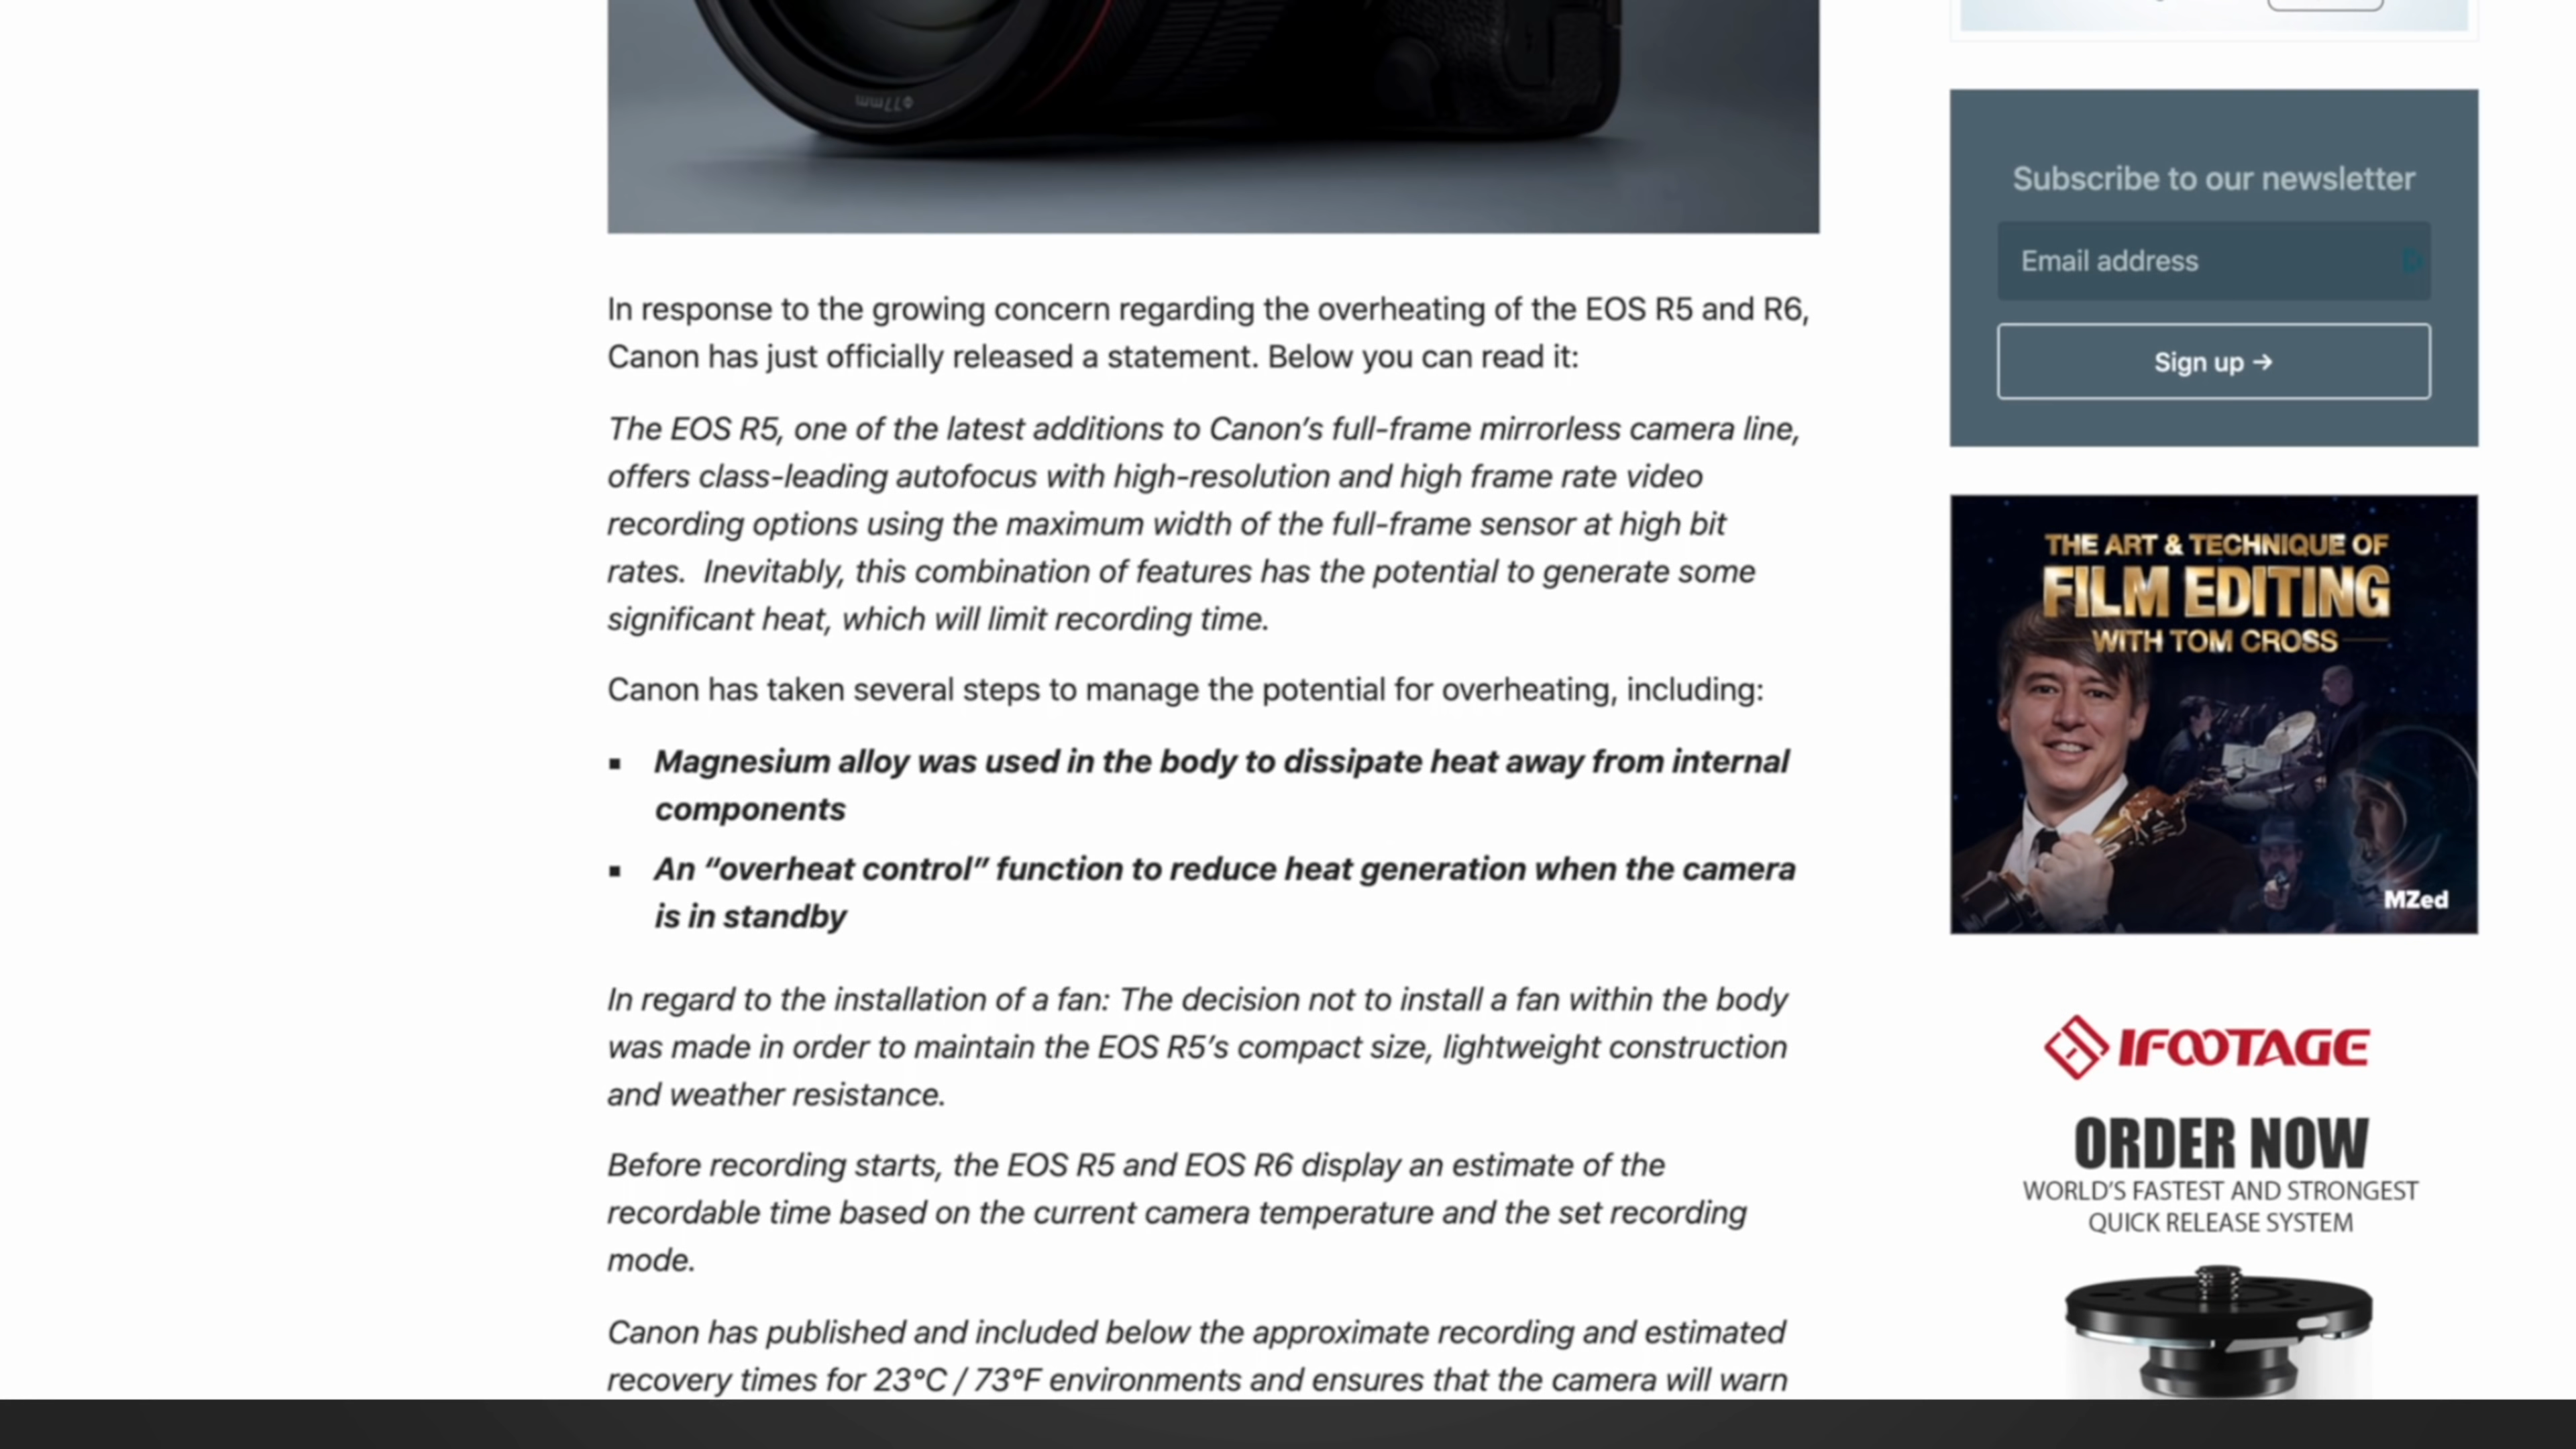 Φ77mm
In response to the growing concern regarding the overheating of the EOS R5 and R6,
Canon has just officially released a statement. Below you can read it:
The EOS R5, one of the latest additions to Canon's full-frame mirrorless camera line,
offers class-leading autofocus with high-resolution and high frame rate video
recording options using the maximum width of the full-frame sensor at high bit
rates.  Inevitably, this combination of features has the potential to generate some
significant heat, which will limit recording time.
Canon has taken several steps to manage the potential for overheating, including:
▪ Magnesium alloy was used in the body to dissipate heat away from internal
components
▪ An “overheat control” function to reduce heat generation when the camera
is in standby
In regard to the installation of a fan: The decision not to install a fan within the body
was made in order to maintain the EOS R5's compact size, lightweight construction
and weather resistance.
Before recording starts, the EOS R5 and EOS R6 display an estimate of the
recordable time based on the current camera temperature and the set recording
mode.
Canon has published and included below the approximate recording and estimated
recovery times for 23°C / 73°F environments and ensures that the camera will warn
Subscribe to our newsletter
Email address
Sign up →
THE ART & TECHNIQUE OF
FILM EDITING
WITH TOM CROSS
MZed
IFOOTAGE
ORDER NOW
WORLD'S FASTEST AND STRONGEST
QUICK RELEASE SYSTEM